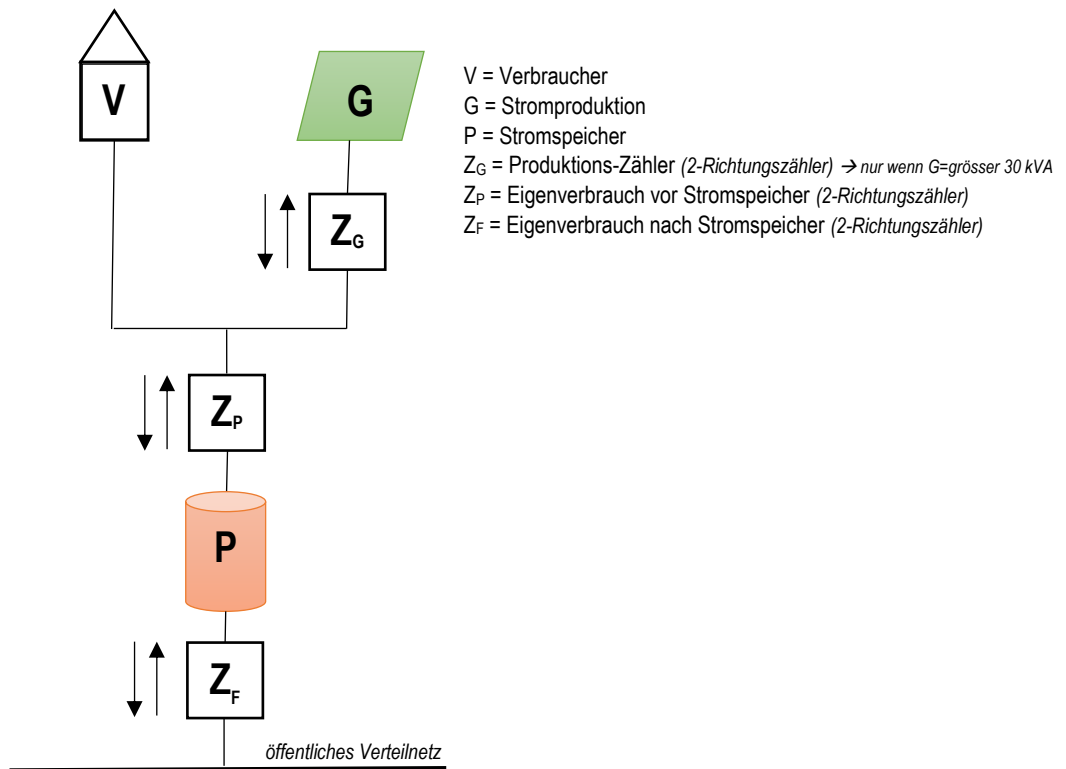 V
G
V = Verbraucher
G = Stromproduktion
P = Stromspeicher
ZG = Produktions-Zähler (2-Richtungszähler) → nur wenn G=grösser 30 kVA
ZP = Eigenverbrauch vor Stromspeicher (2-Richtungszähler)
ZF = Eigenverbrauch nach Stromspeicher (2-Richtungszähler)
ZG
ZP
P
ZF
öffentliches Verteilnetz